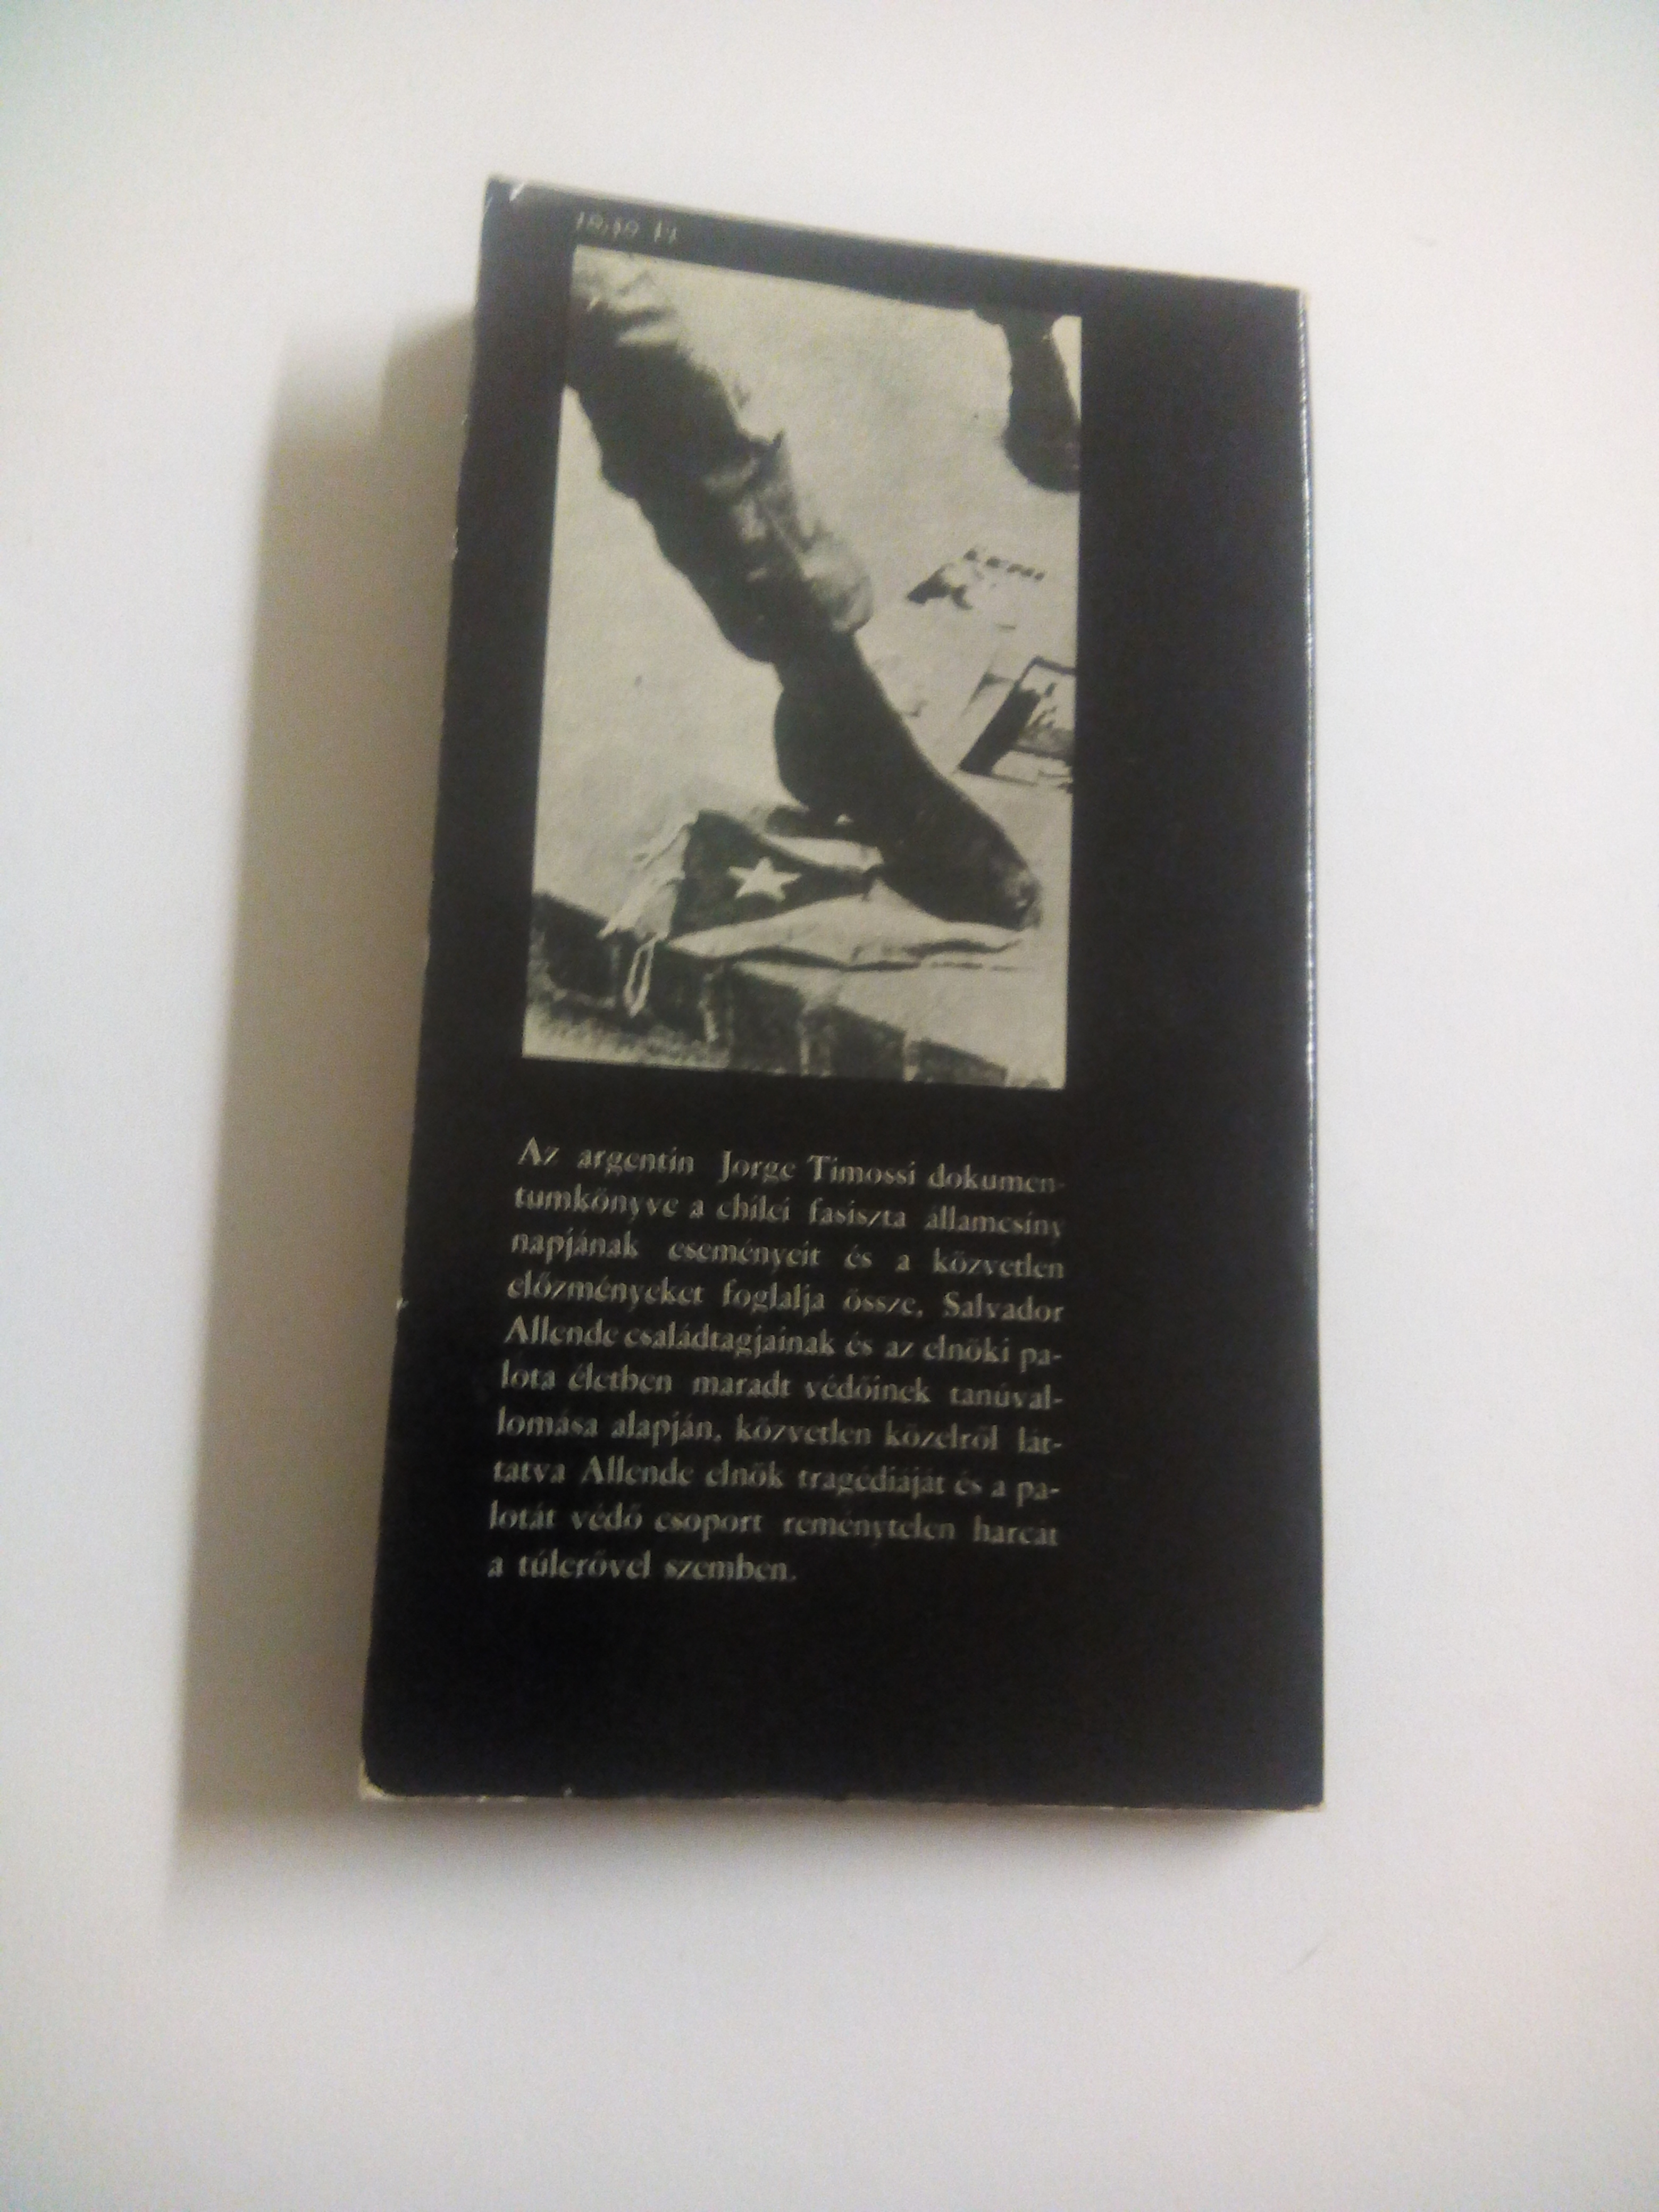 Az argentin Jorge Timossi dokumen-
tumkönyve a chilei fasiszta államcsíny
napjának eseményeit és a közvetlen
előzményeket foglalja össze, Salvador
Allende családtagjainak és az elnöki pa-
lota életben maradt védőinek tanúval-
lomása alapján, közvetlen közelről lát-
tatva Allende elnök tragédiáját és a pa-
lotát védő csoport reménytelen harcát
a túlerővel szemben.